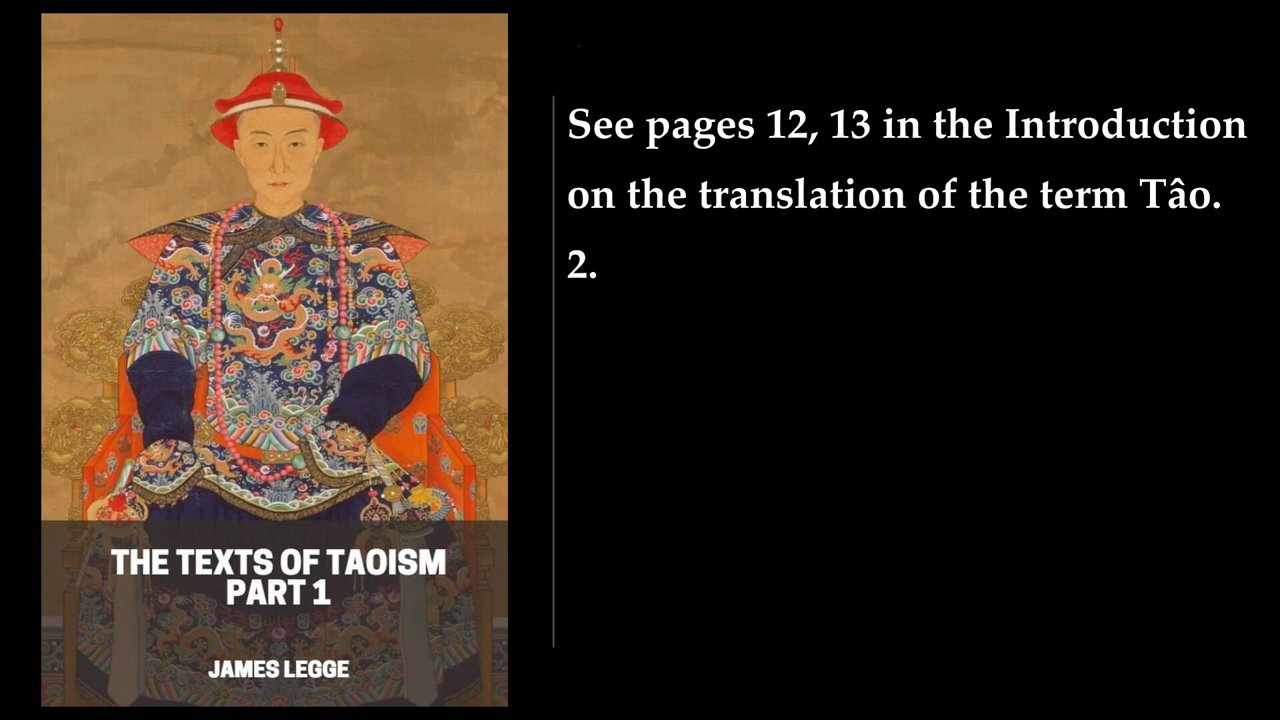 THE TEXTS OF TAOISM
PART 1
JAMES LEGGE
See pages 12, 13 in the Introduction
on the translation of the term Tâo.
2.